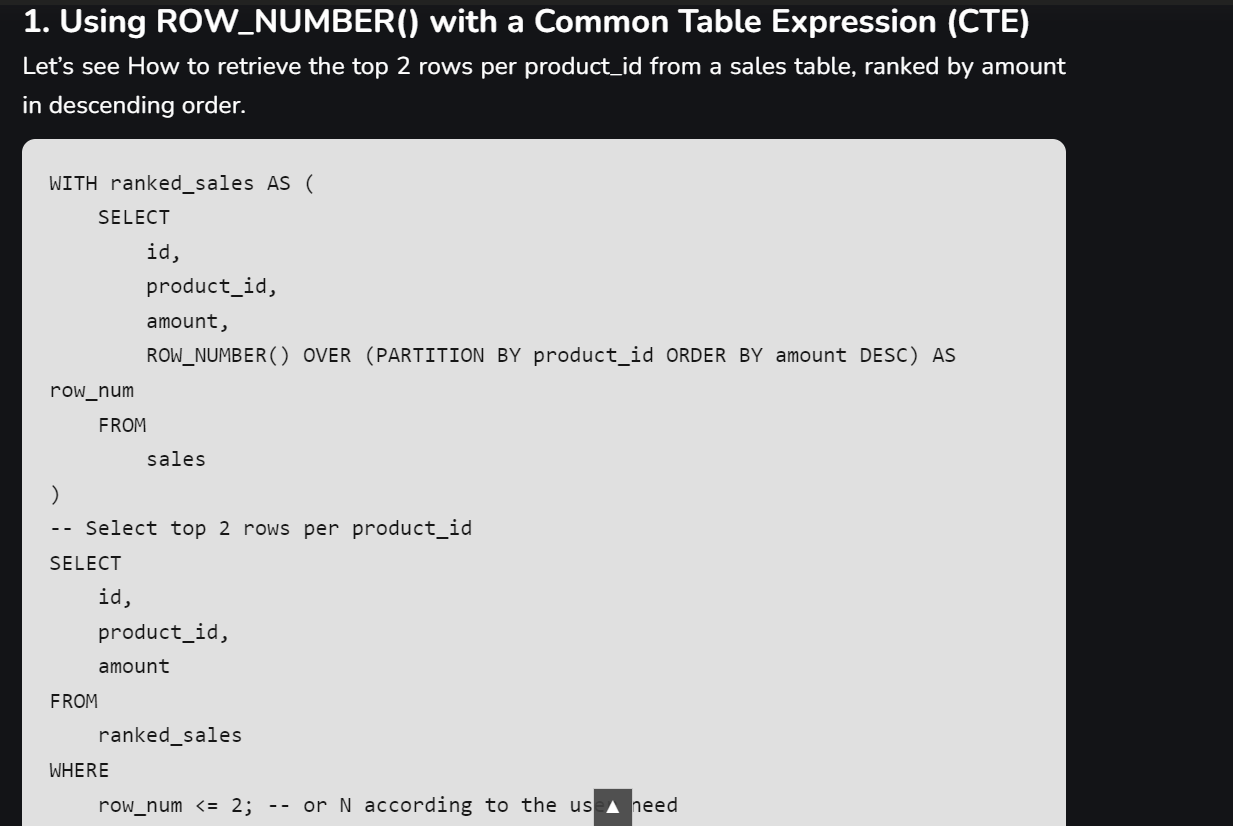 1. Using ROW_NUMBER() with a Common Table Expression (CTE)
Let’s see How to retrieve the top 2 rows per product_id from a sales table, ranked by amount
in descending order.
WITH ranked_sales AS (
    SELECT
        id,
        product_id,
        amount,
        ROW_NUMBER() OVER (PARTITION BY product_id ORDER BY amount DESC) AS
row_num
    FROM
        sales
)
-- Select top 2 rows per product_id
SELECT
    id,
    product_id,
    amount
FROM
    ranked_sales
WHERE
    row_num <= 2; -- or N according to the need